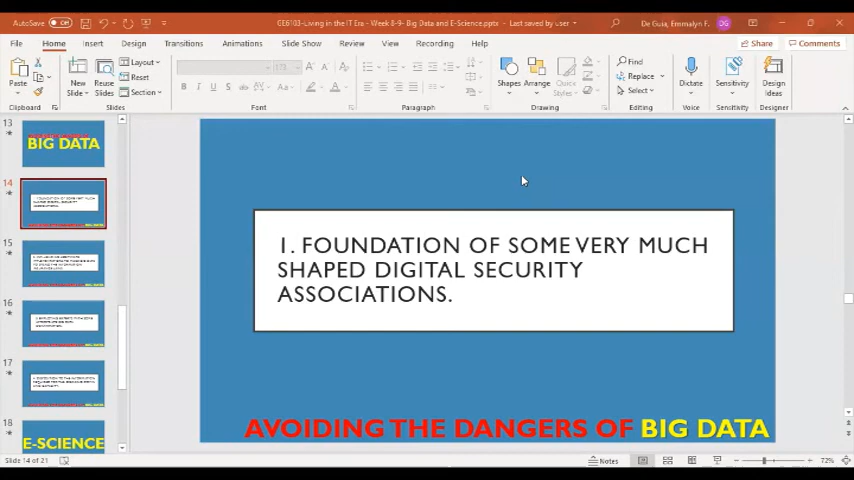 AutoSave Off GE6103-Living in the IT Era - Week 8-9- Big Data and E-Science.pptx - Last saved by user De Guia, Emmalyn F. DG
File Home Insert Design Transitions Animations Slide Show Review View Recording Help Share Comments
Paste New Slide Reuse Slides Layout Reset Section Shapes Arrange Quick Styles Find Replace Select Dictate Sensitivity Design Ideas
Clipboard Slides Font Paragraph Drawing Editing Voice Sensitivity Designer
13
BIG DATA
14
15
16
17
18
E-SCIENCE
1. FOUNDATION OF SOME VERY MUCH
SHAPED DIGITAL SECURITY
ASSOCIATIONS.
AVOIDING THE DANGERS OF BIG DATA
Slide 14 of 21 Notes 72%